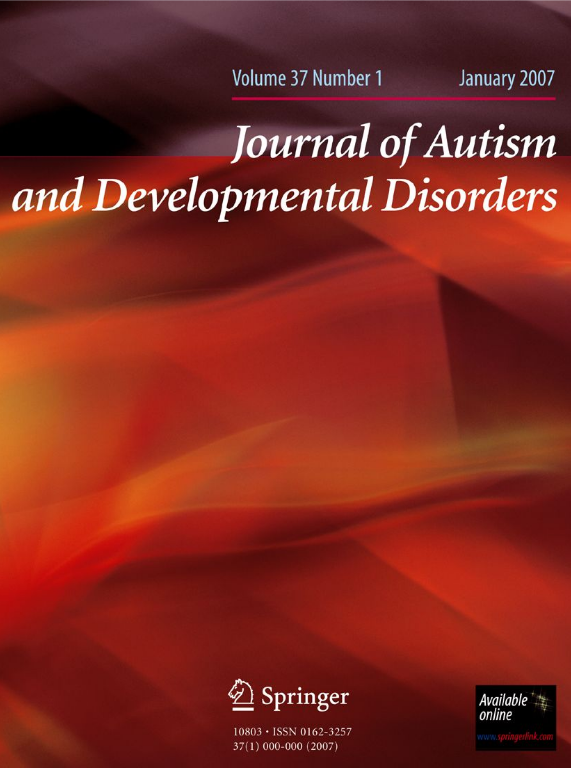 Volume 37 Number 1 January 2007
Journal of Autism
and Developmental Disorders
Springer
10803 • ISSN 0162-3257
37(1) 000-000 (2007)
Available
online
www.springerlink.com